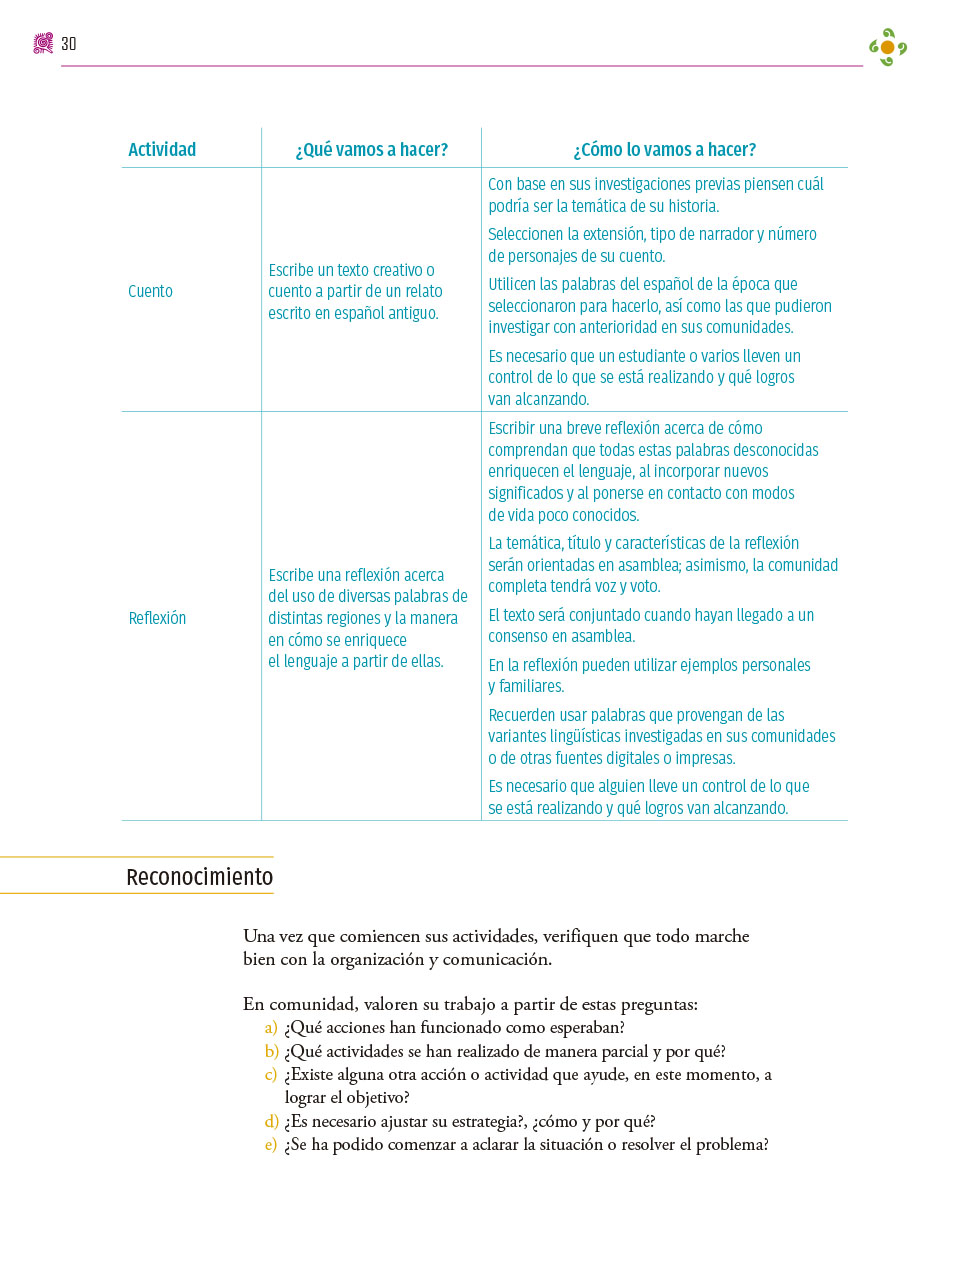 30
Actividad
¿Qué vamos a hacer?
¿Cómo lo vamos a hacer?
Cuento
Escribe un texto creativo o
cuento a partir de un relato
escrito en español antiguo.
Con base en sus investigaciones previas piensen cuál
podría ser la temática de su historia.
Seleccionen la extensión, tipo de narrador y número
de personajes de su cuento.
Utilicen las palabras del español de la época que
seleccionaron para hacerlo, así como las que pudieron
investigar con anterioridad en sus comunidades.
Es necesario que un estudiante o varios lleven un
control de lo que se está realizando y qué logros
van alcanzando.
Reflexión
Escribe una reflexión acerca
del uso de diversas palabras de
distintas regiones y la manera
en cómo se enriquece
el lenguaje a partir de ellas.
Escribir una breve reflexión acerca de cómo
comprendan que todas estas palabras desconocidas
enriquecen el lenguaje, al incorporar nuevos
significados y al ponerse en contacto con modos
de vida poco conocidos.
La temática, título y características de la reflexión
serán orientadas en asamblea; asimismo, la comunidad
completa tendrá voz y voto.
El texto será conjuntado cuando hayan llegado a un
consenso en asamblea.
En la reflexión pueden utilizar ejemplos personales
y familiares.
Recuerden usar palabras que provengan de las
variantes lingüísticas investigadas en sus comunidades
o de otras fuentes digitales o impresas.
Es necesario que alguien lleve un control de lo que
se está realizando y qué logros van alcanzando.
Reconocimiento
Una vez que comiencen sus actividades, verifiquen que todo marche
bien con la organización y comunicación.
En comunidad, valoren su trabajo a partir de estas preguntas:
a) ¿Qué acciones han funcionado como esperaban?
b) ¿Qué actividades se han realizado de manera parcial y por qué?
c) ¿Existe alguna otra acción o actividad que ayude, en este momento, a
lograr el objetivo?
d) ¿Es necesario ajustar su estrategia?, ¿cómo y por qué?
e) ¿Se ha podido comenzar a aclarar la situación o resolver el problema?